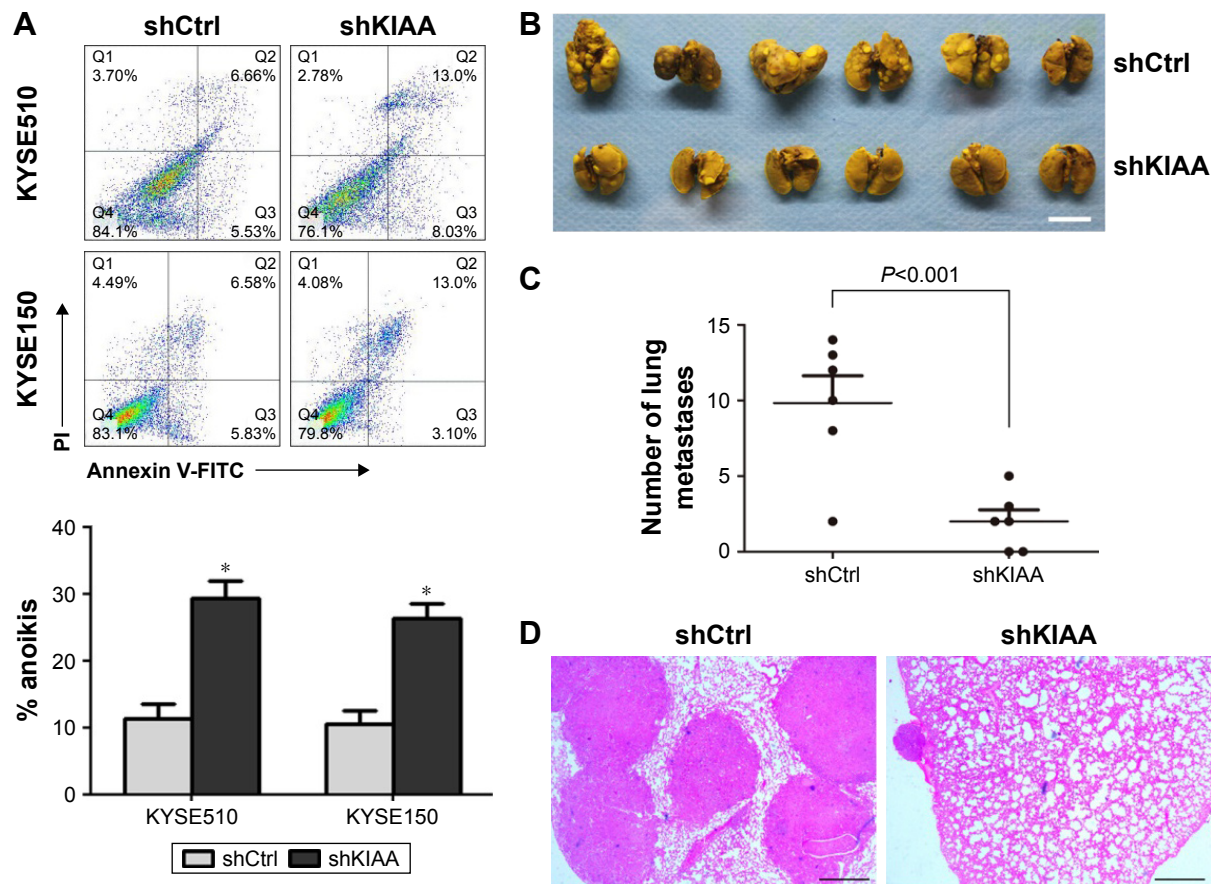 A
shCtrl
shKIAA
KYSE510
Q1
3.70%
Q2
6.66%
Q4
84.1%
Q3
5.53%
Q1
2.78%
Q2
13.0%
Q4
76.1%
Q3
8.03%
KYSE150
Q1
4.49%
Q2
6.58%
Q4
83.1%
Q3
5.83%
Q1
4.08%
Q2
13.0%
Q4
79.8%
Q3
3.10%
PI
Annexin V-FITC
% anoikis
40
30
20
10
0
*
*
KYSE510
KYSE150
shCtrl
shKIAA
B
shCtrl
shKIAA
C
P<0.001
Number of lung
metastases
15
10
5
0
shCtrl
shKIAA
D
shCtrl
shKIAA